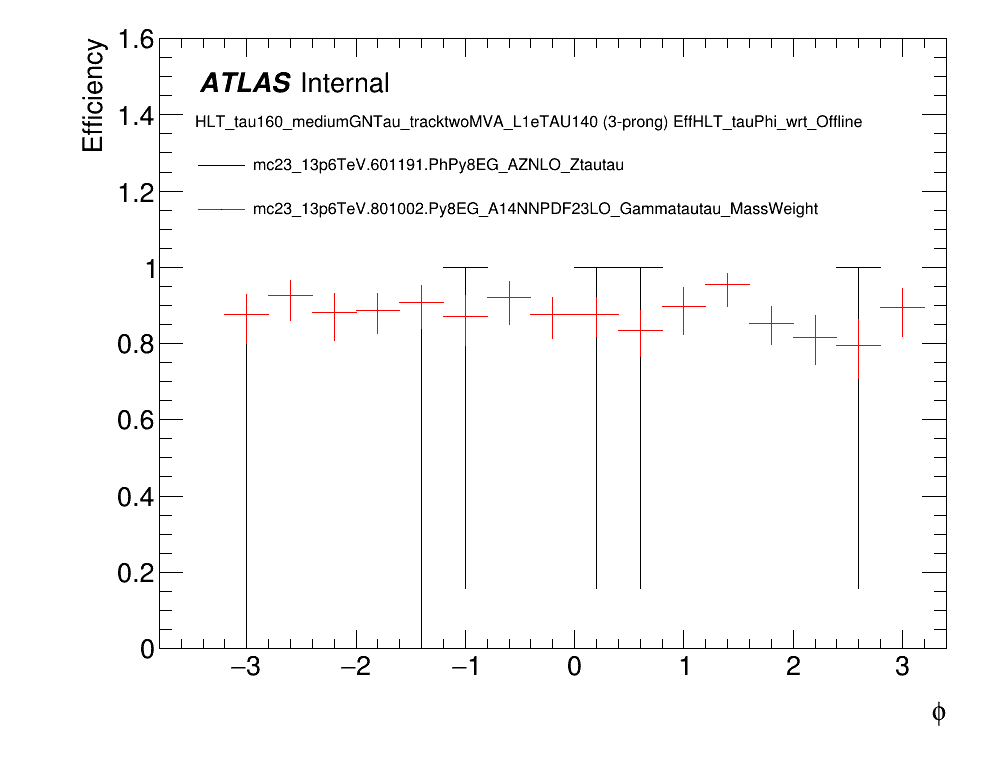 Efficiency
1.6
1.4
1.2
1
0.8
0.6
0.4
0.2
0
ATLAS Internal
HLT_tau160_mediumGNTau_tracktwoMVA_L1eTAU140 (3-prong) EffHLT_tauPhi_wrt_Offline
mc23_13p6TeV.601191.PhPy8EG_AZNLO_Ztautau
mc23_13p6TeV.801002.Py8EG_A14NNPDF23LO_Gammatautau_MassWeight
−3 −2 −1 0 1 2 3
ϕ